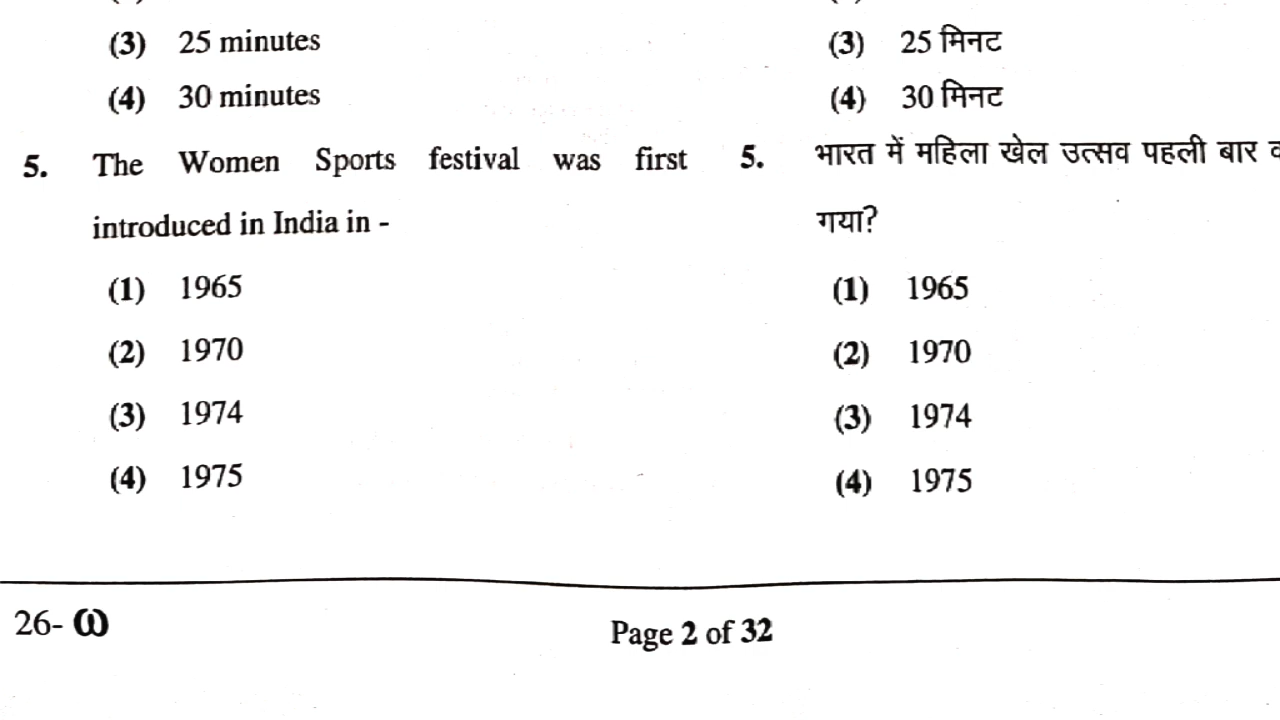 (3) 25 minutes
(4) 30 minutes
5. The Women Sports festival was first
introduced in India in -
(1) 1965
(2) 1970
(3) 1974
(4) 1975
(3) 25 मिनट
(4) 30 मिनट
5. भारत में महिला खेल उत्सव पहली बार
गया?
(1) 1965
(2) 1970
(3) 1974
(4) 1975
26- ω
Page 2 of 32